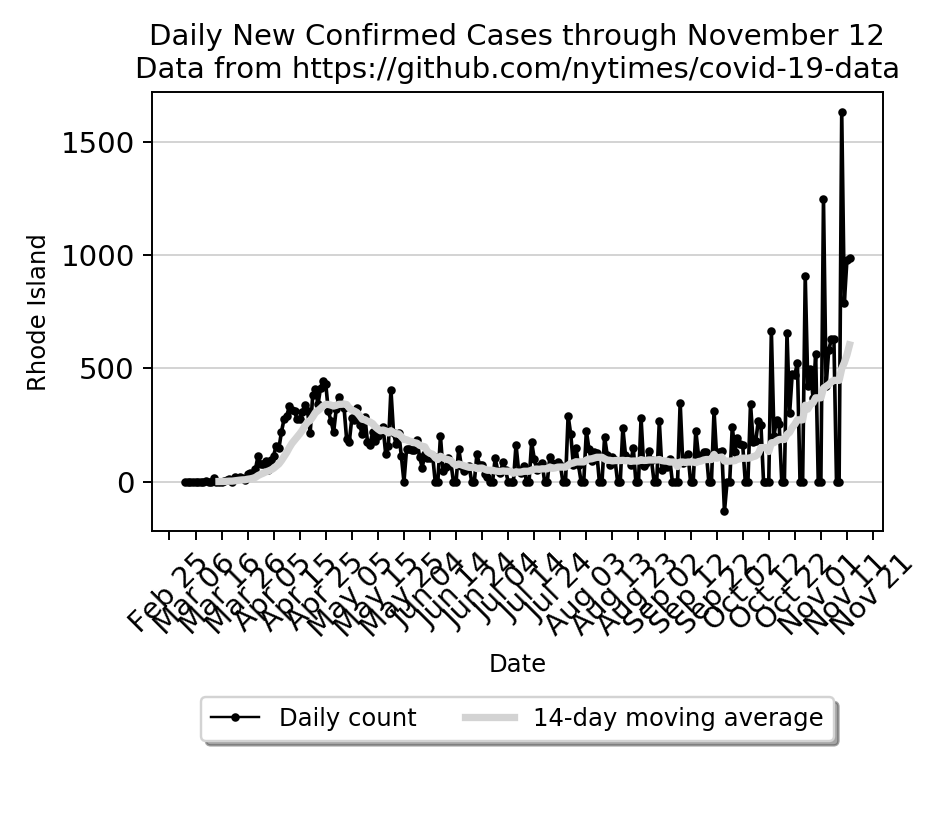 Daily New Confirmed Cases through November 12
Data from https://github.com/nytimes/covid-19-data
Rhode Island
1500
1000
500
0
Feb 25
Mar 06
Mar 16
Mar 26
Apr 05
Apr 15
Apr 25
May 05
May 15
May 25
Jun 04
Jun 14
Jun 24
Jul 04
Jul 14
Jul 24
Aug 03
Aug 13
Aug 23
Sep 02
Sep 12
Sep 22
Oct 02
Oct 12
Oct 22
Nov 01
Nov 11
Nov 21
Date
Daily count
14-day moving average